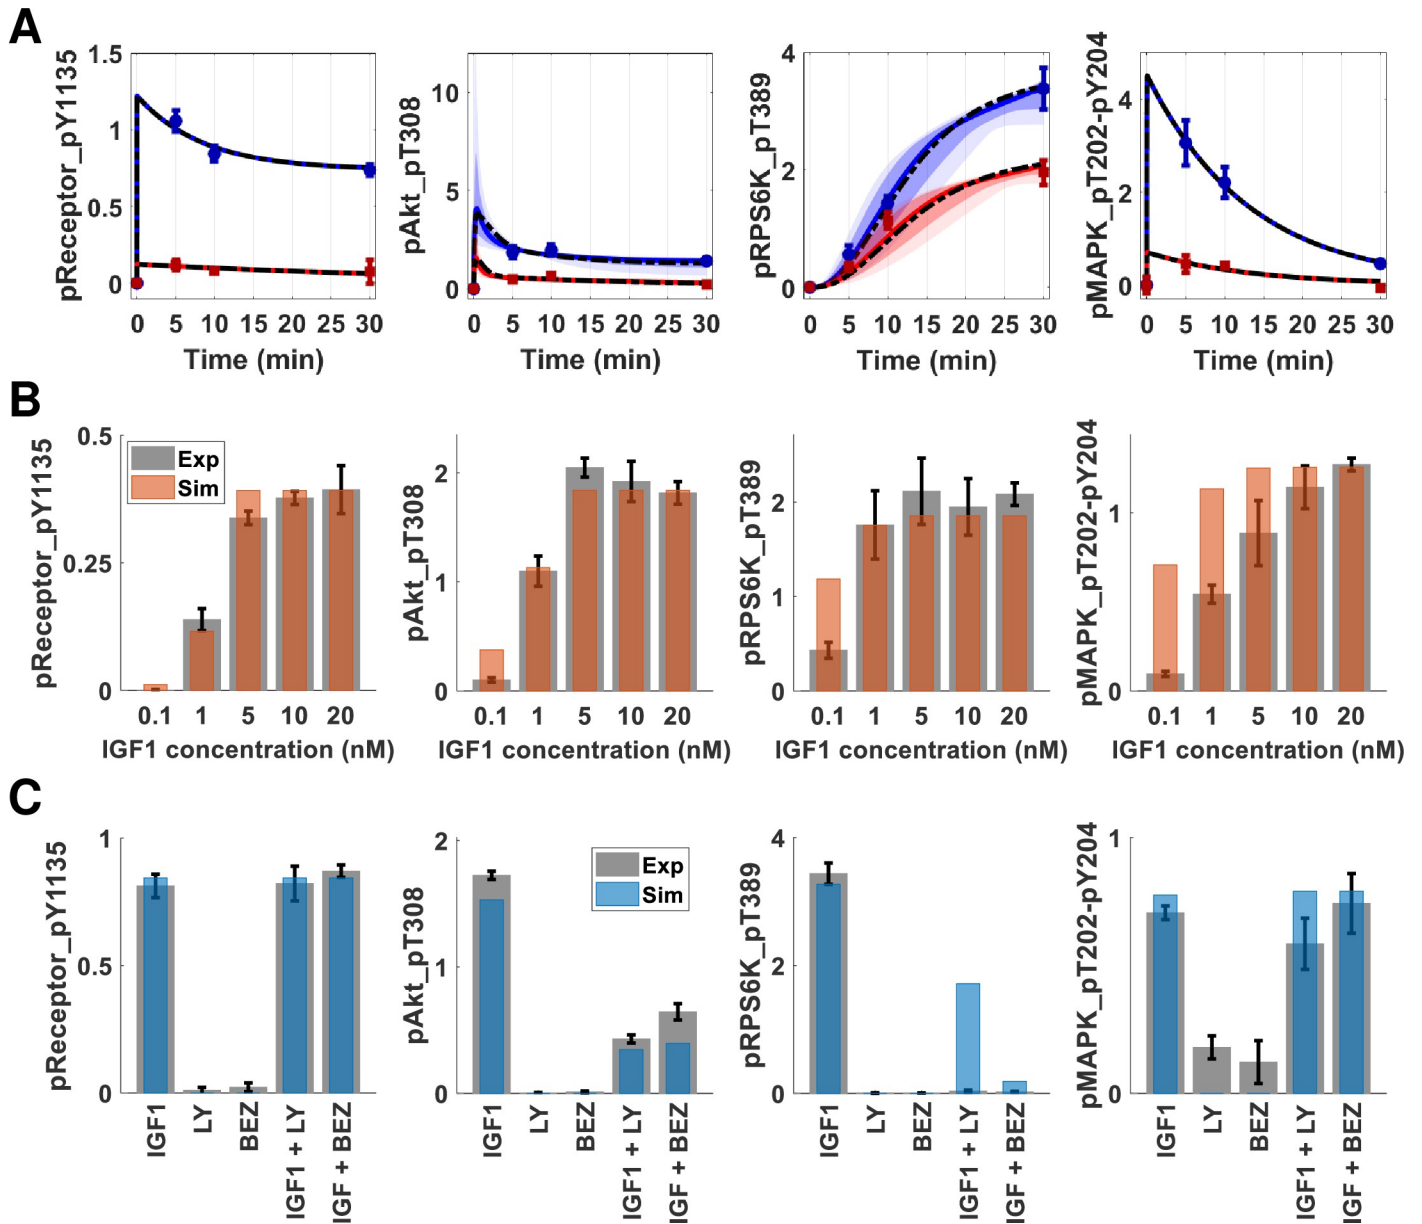 A
pReceptor_pY1135
1.5
1
0.5
0
0 5 10 15 20 25 30
Time (min)
pAkt_pT308
10
5
0
0 5 10 15 20 25 30
Time (min)
pRPS6K_pT389
4
2
0
0 5 10 15 20 25 30
Time (min)
pMAPK_pT202-pY204
4
2
0
0 5 10 15 20 25 30
Time (min)
B
pReceptor_pY1135
0.5
0.25
0
Exp
Sim
0.1 1 5 10 20
IGF1 concentration (nM)
pAkt_pT308
2
1
0
0.1 1 5 10 20
pRPS6K_pT389
2
1
0
0.1 1 5 10 20
IGF1 concentration (nM)
pMAPK_pT202-pY204
1
0
0.1 1 5 10 20
IGF1 concentration (nM)
C
pReceptor_pY1135
1
0.5
0
IGF1
LY
BEZ
IGF1 + LY
IGF + BEZ
pAkt_pT308
2
1
0
Exp
Sim
IGF1
LY
BEZ
IGF1 + LY
IGF + BEZ
pRPS6K_pT389
4
2
0
IGF1
LY
BEZ
IGF1 + LY
IGF + BEZ
pMAPK_pT202-pY204
1
0
IGF1
LY
BEZ
IGF1 + LY
IGF + BEZ